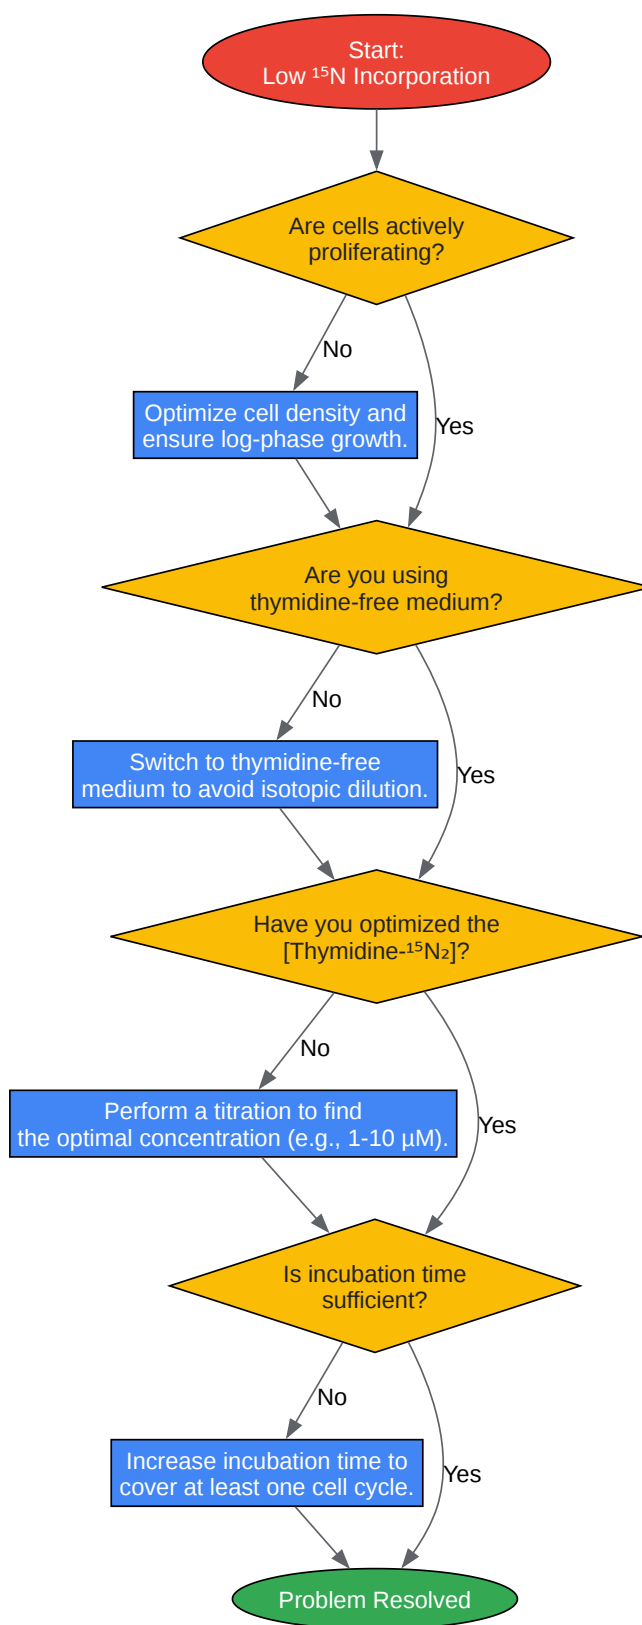 Start:
Low ¹⁵N Incorporation
Are cells actively
proliferating?
No
Optimize cell density and
ensure log-phase growth.
Yes
Are you using
thymidine-free medium?
No
Switch to thymidine-free
medium to avoid isotopic dilution.
Yes
Have you optimized the
[Thymidine-¹⁵N₂]?
No
Perform a titration to find
the optimal concentration (e.g., 1-10 µM).
Yes
Is incubation time
sufficient?
No
Increase incubation time to
cover at least one cell cycle.
Yes
Problem Resolved